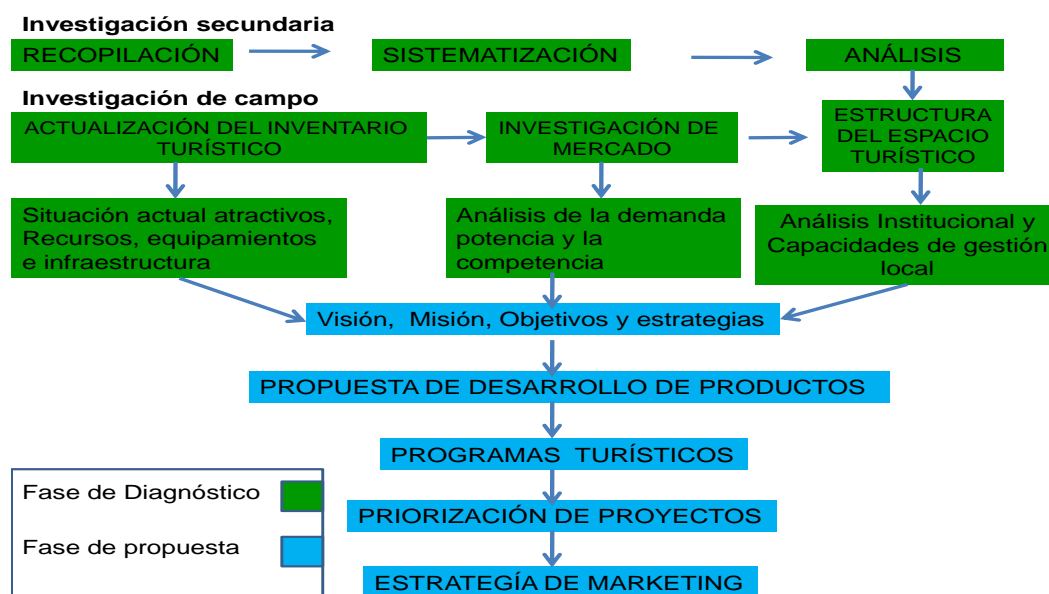 Investigación secundaria
RECOPILACIÓN
SISTEMATIZACIÓN
ANÁLISIS
Investigación de campo
ACTUALIZACIÓN DEL INVENTARIO
TURÍSTICO
INVESTIGACIÓN DE
MERCADO
ESTRUCTURA
DEL ESPACIO
TURÍSTICO
Situación actual atractivos,
Recursos, equipamientos
e infraestructura
Análisis de la demanda
potencia y la
competencia
Análisis Institucional y
Capacidades de gestión
local
Visión, Misión, Objetivos y estrategias
PROPUESTA DE DESARROLLO DE PRODUCTOS
PROGRAMAS TURÍSTICOS
PRIORIZACIÓN DE PROYECTOS
ESTRATEGÍA DE MARKETING
Fase de Diagnóstico
Fase de propuesta